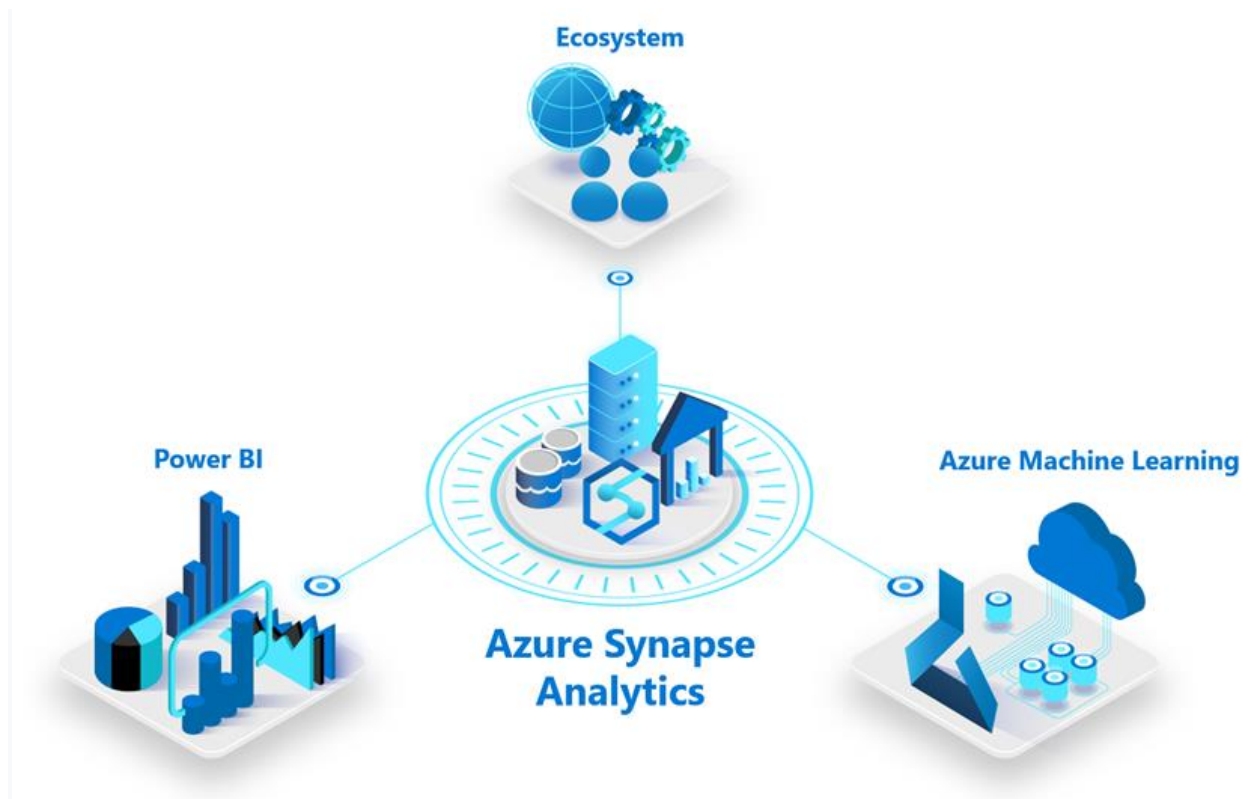 Ecosystem
Power BI
Azure Machine Learning
Azure Synapse
Analytics